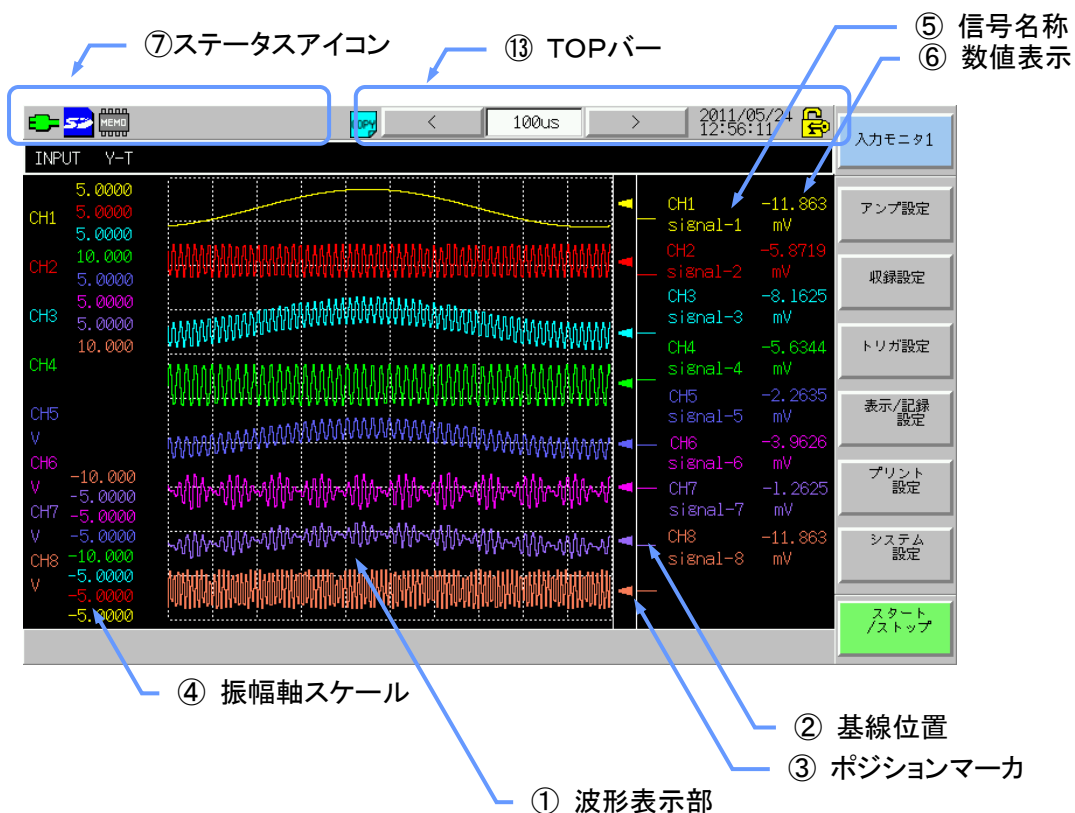 ⑦ステータスアイコン
⑬ TOPバー
⑤ 信号名称
⑥ 数値表示
MEMO
COPY
<
100us
>
2011/05/24
12:56:11
入力モニタ1
INPUT Y-T
5.0000
CH1
5.0000
5.0000
10.000
CH2
5.0000
5.0000
CH3
5.0000
10.000
CH4
CH5
V
CH6
-10.000
V
-5.0000
CH7
-5.0000
V
-5.0000
CH8
-10.000
V
-5.0000
-5.0000
-5.0000
CH1 -11.863
signal-1 mV
CH2 -5.8719
signal-2 mV
CH3 -8.1625
signal-3 mV
CH4 -5.6344
signal-4 mV
CH5 -2.2635
signal-5 mV
CH6 -3.9626
signal-6 mV
CH7 -1.2625
signal-7 mV
CH8 -11.863
signal-8 mV
アンプ設定
収録設定
トリガ設定
表示/記録
設定
プリント
設定
システム
設定
スタート
/ストップ
④ 振幅軸スケール
② 基線位置
③ ポジションマーカ
① 波形表示部